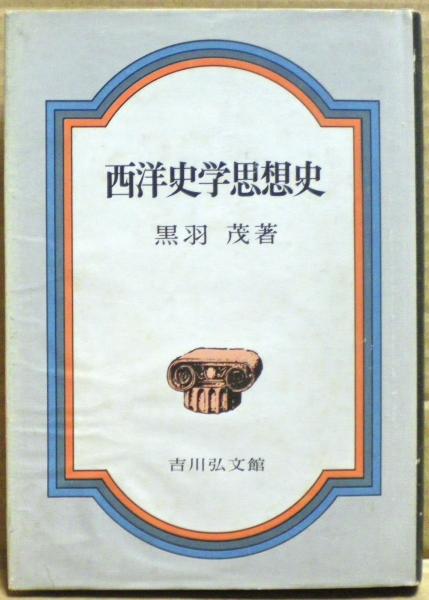 西洋史学思想史
黒羽 茂著
吉川弘文館